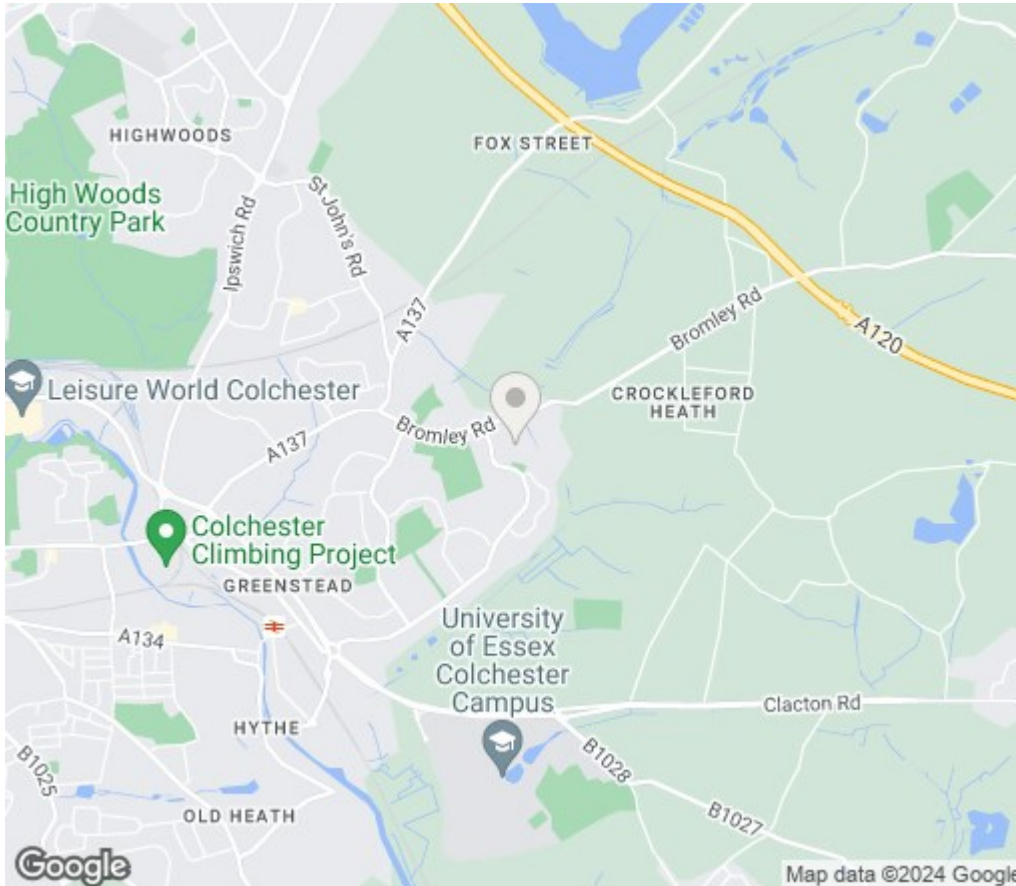 HIGHWOODS
FOX STREET
High Woods
Country Park
St John's Rd
Ipswich Rd
A137
Bromley Rd
A120
Leisure World Colchester
CROCKLEFORD
HEATH
Bromley Rd
A137
Colchester
Climbing Project
GREENSTEAD
University
of Essex
Colchester
Campus
A134
Clacton Rd
HYTHE
B1025
B1028
B1027
OLD HEATH
Google
Map data ©2024 Google